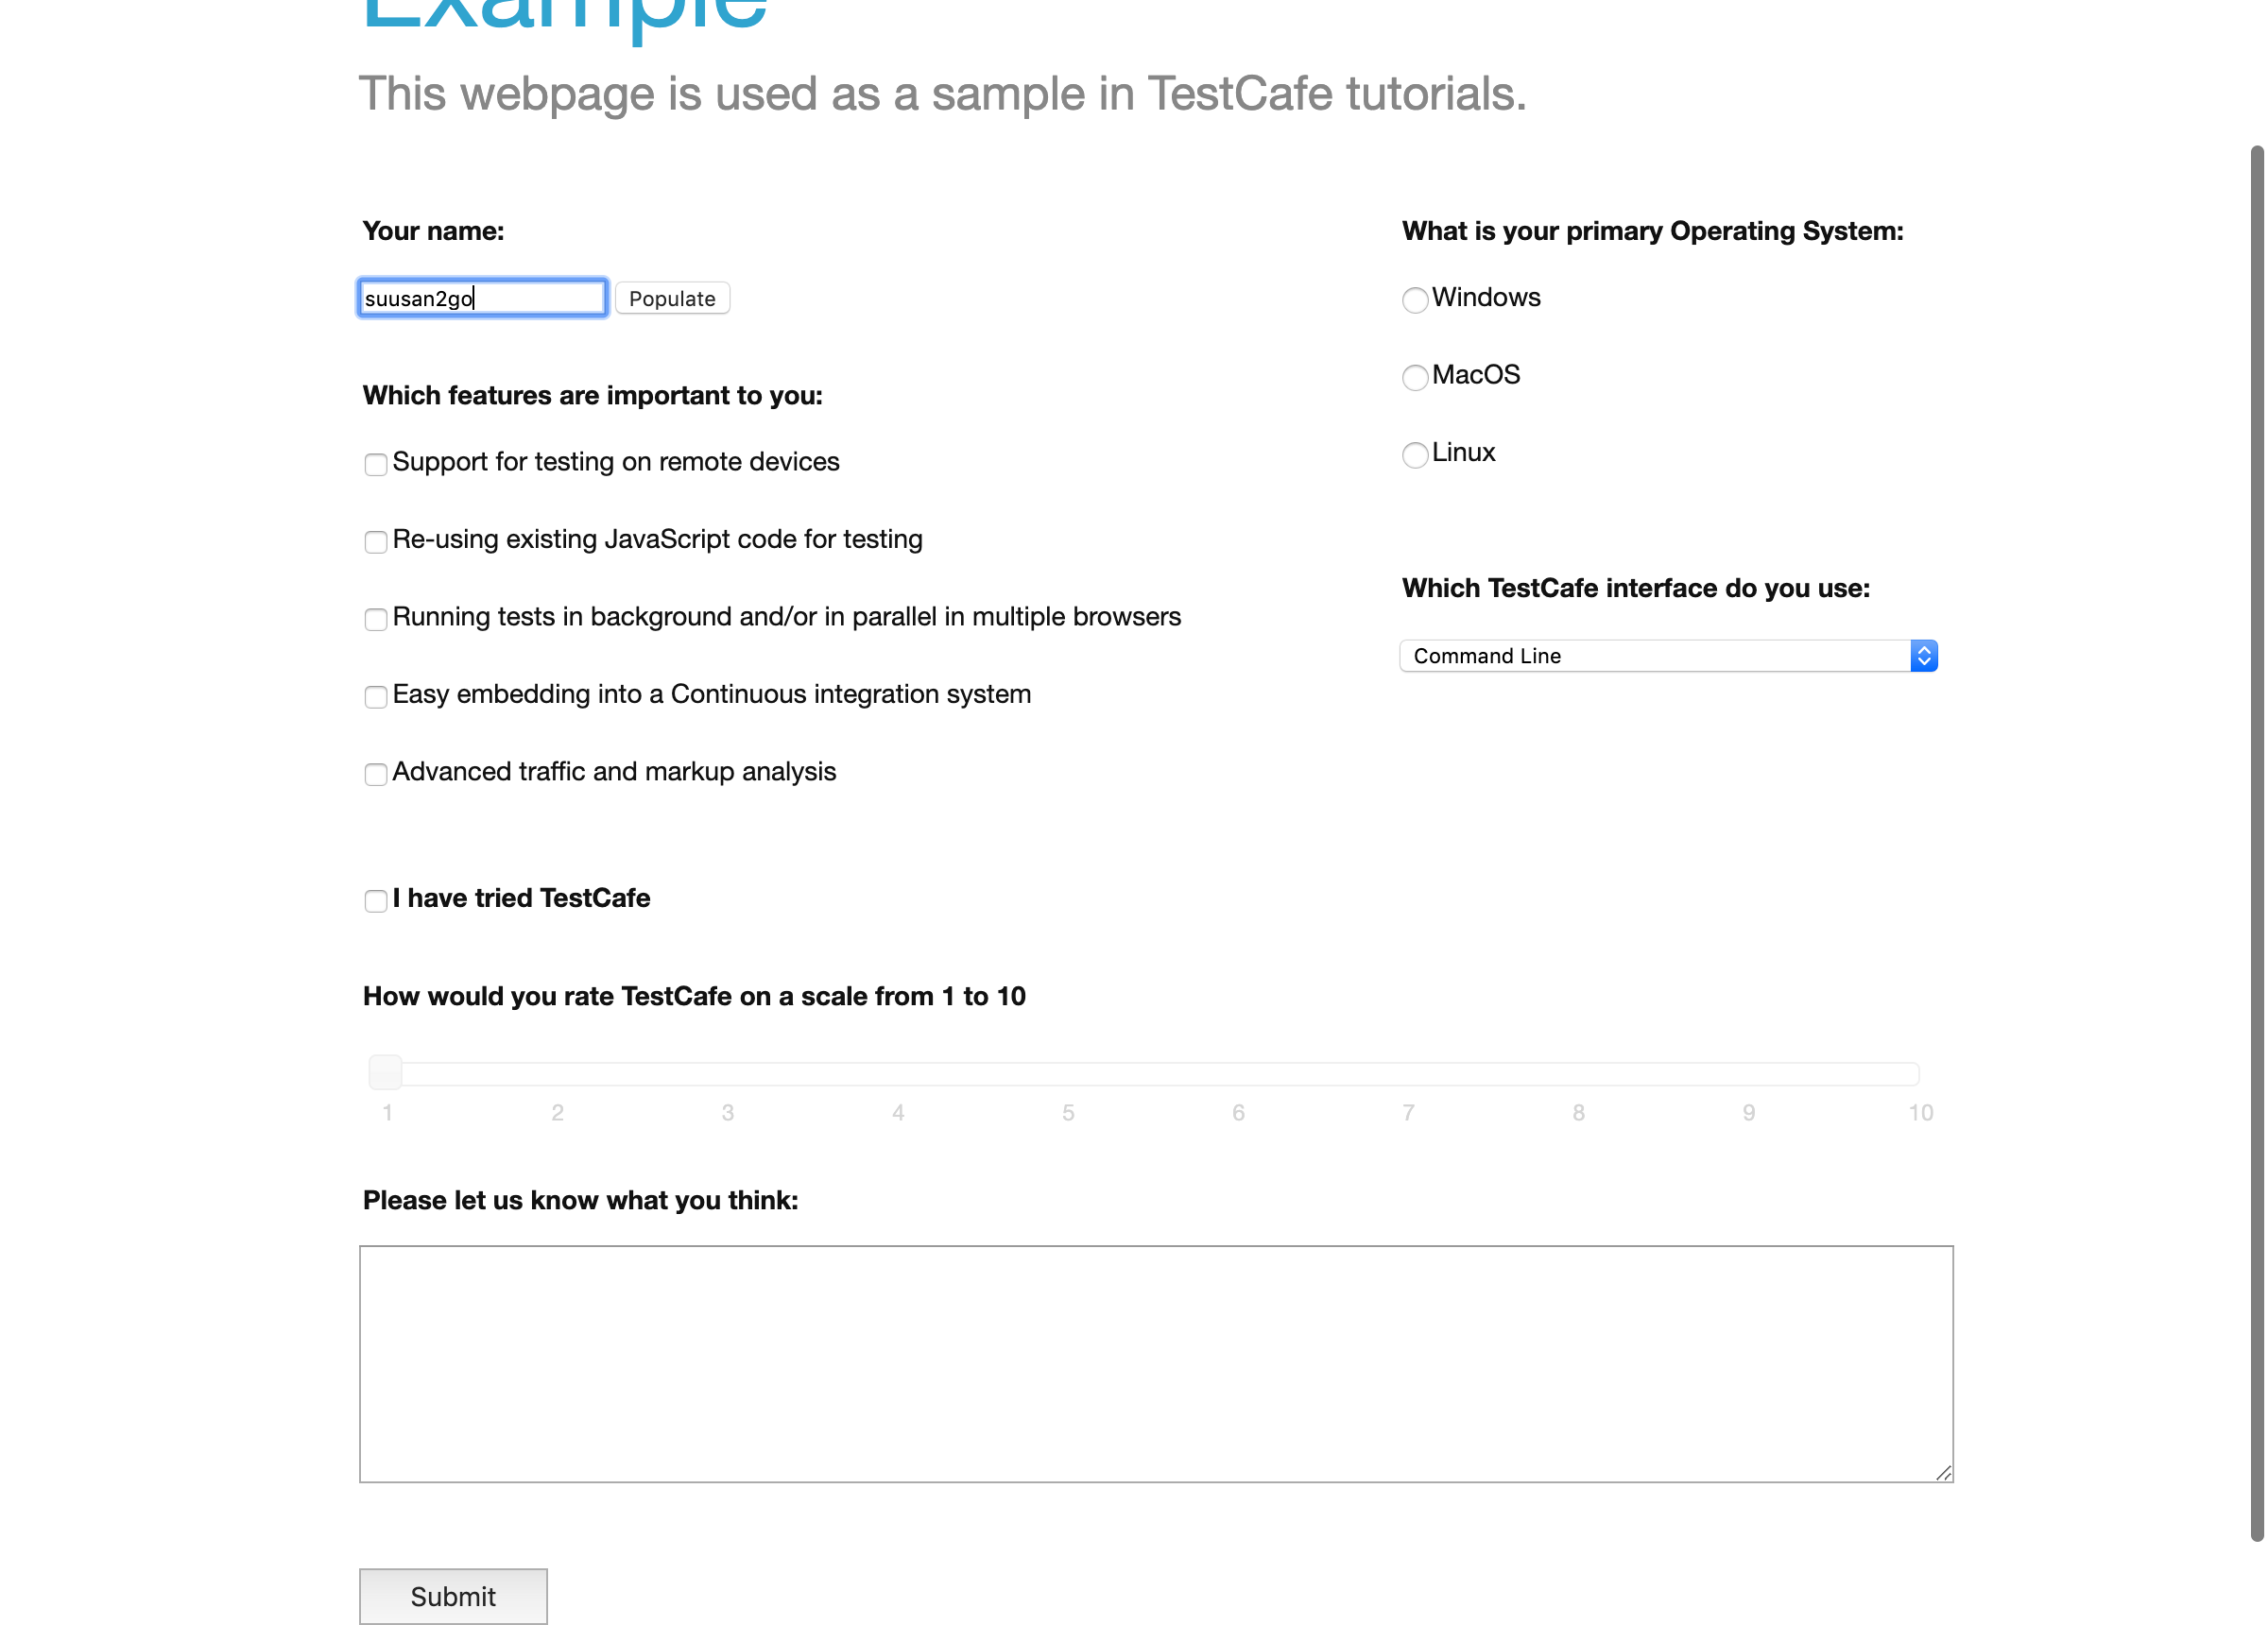 Example
This webpage is used as a sample in TestCafe tutorials.
Your name:
suusan2go
Populate
Which features are important to you:
Support for testing on remote devices
Re-using existing JavaScript code for testing
Running tests in background and/or in parallel in multiple browsers
Easy embedding into a Continuous integration system
Advanced traffic and markup analysis
What is your primary Operating System:
Windows
MacOS
Linux
Which TestCafe interface do you use:
Command Line
I have tried TestCafe
How would you rate TestCafe on a scale from 1 to 10
1 2 3 4 5 6 7 8 9 10
Please let us know what you think:
Submit